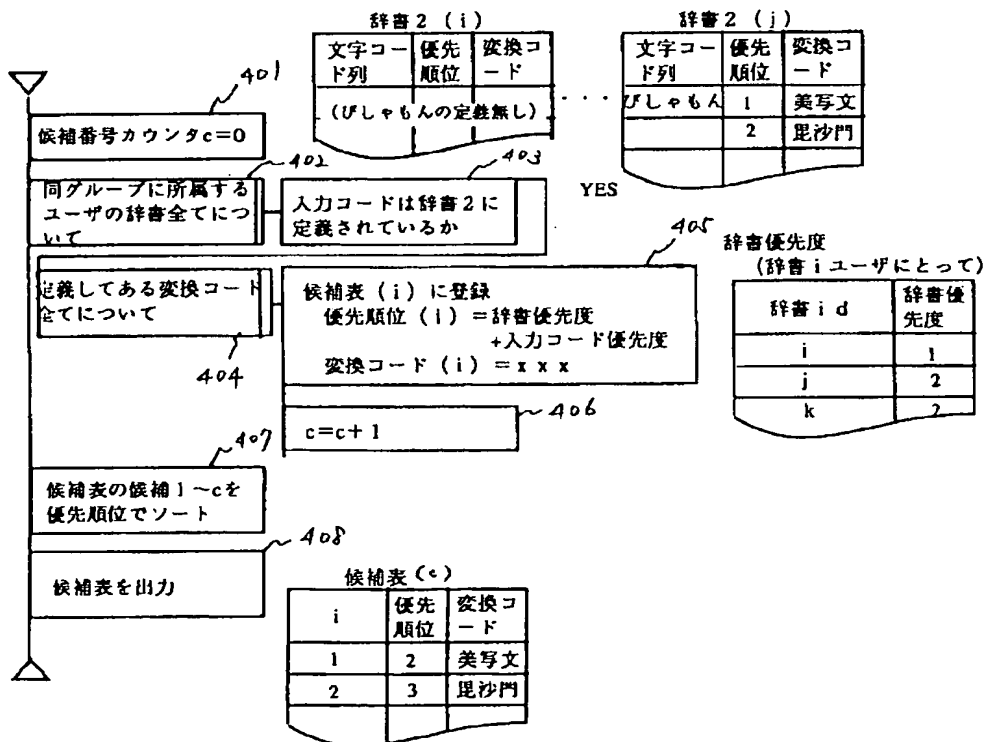 辞書2 (i)
文字コー
ド列
優先
順位
変換コ
ード
(びしゃもんの定義無し)
・・・
辞書2 (j)
文字コー
ド列
優先
順位
変換コ
ード
びしゃもん 1 美写文
2 毘沙門
401
候補番号カウンタc=0
402
同グループに所属する
ユーザの辞書全てにつ
いて
403
入力コードは辞書2に
定義されているか
YES
定義してある変換コード
全てについて
404
405
候補表 (i) に登録
優先順位 (i) =辞書優先度
+入力コード優先度
変換コード (i) =xxx
406
c=c+1
辞書優先度
(辞書iユーザにとって)
辞書id
辞書優
先度
i 1
j 2
k 2
407
候補表の候補1~cを
優先順位でソート
408
候補表を出力
候補表(c)
i
優先
順位
変換コ
ード
1 2 美写文
2 3 毘沙門